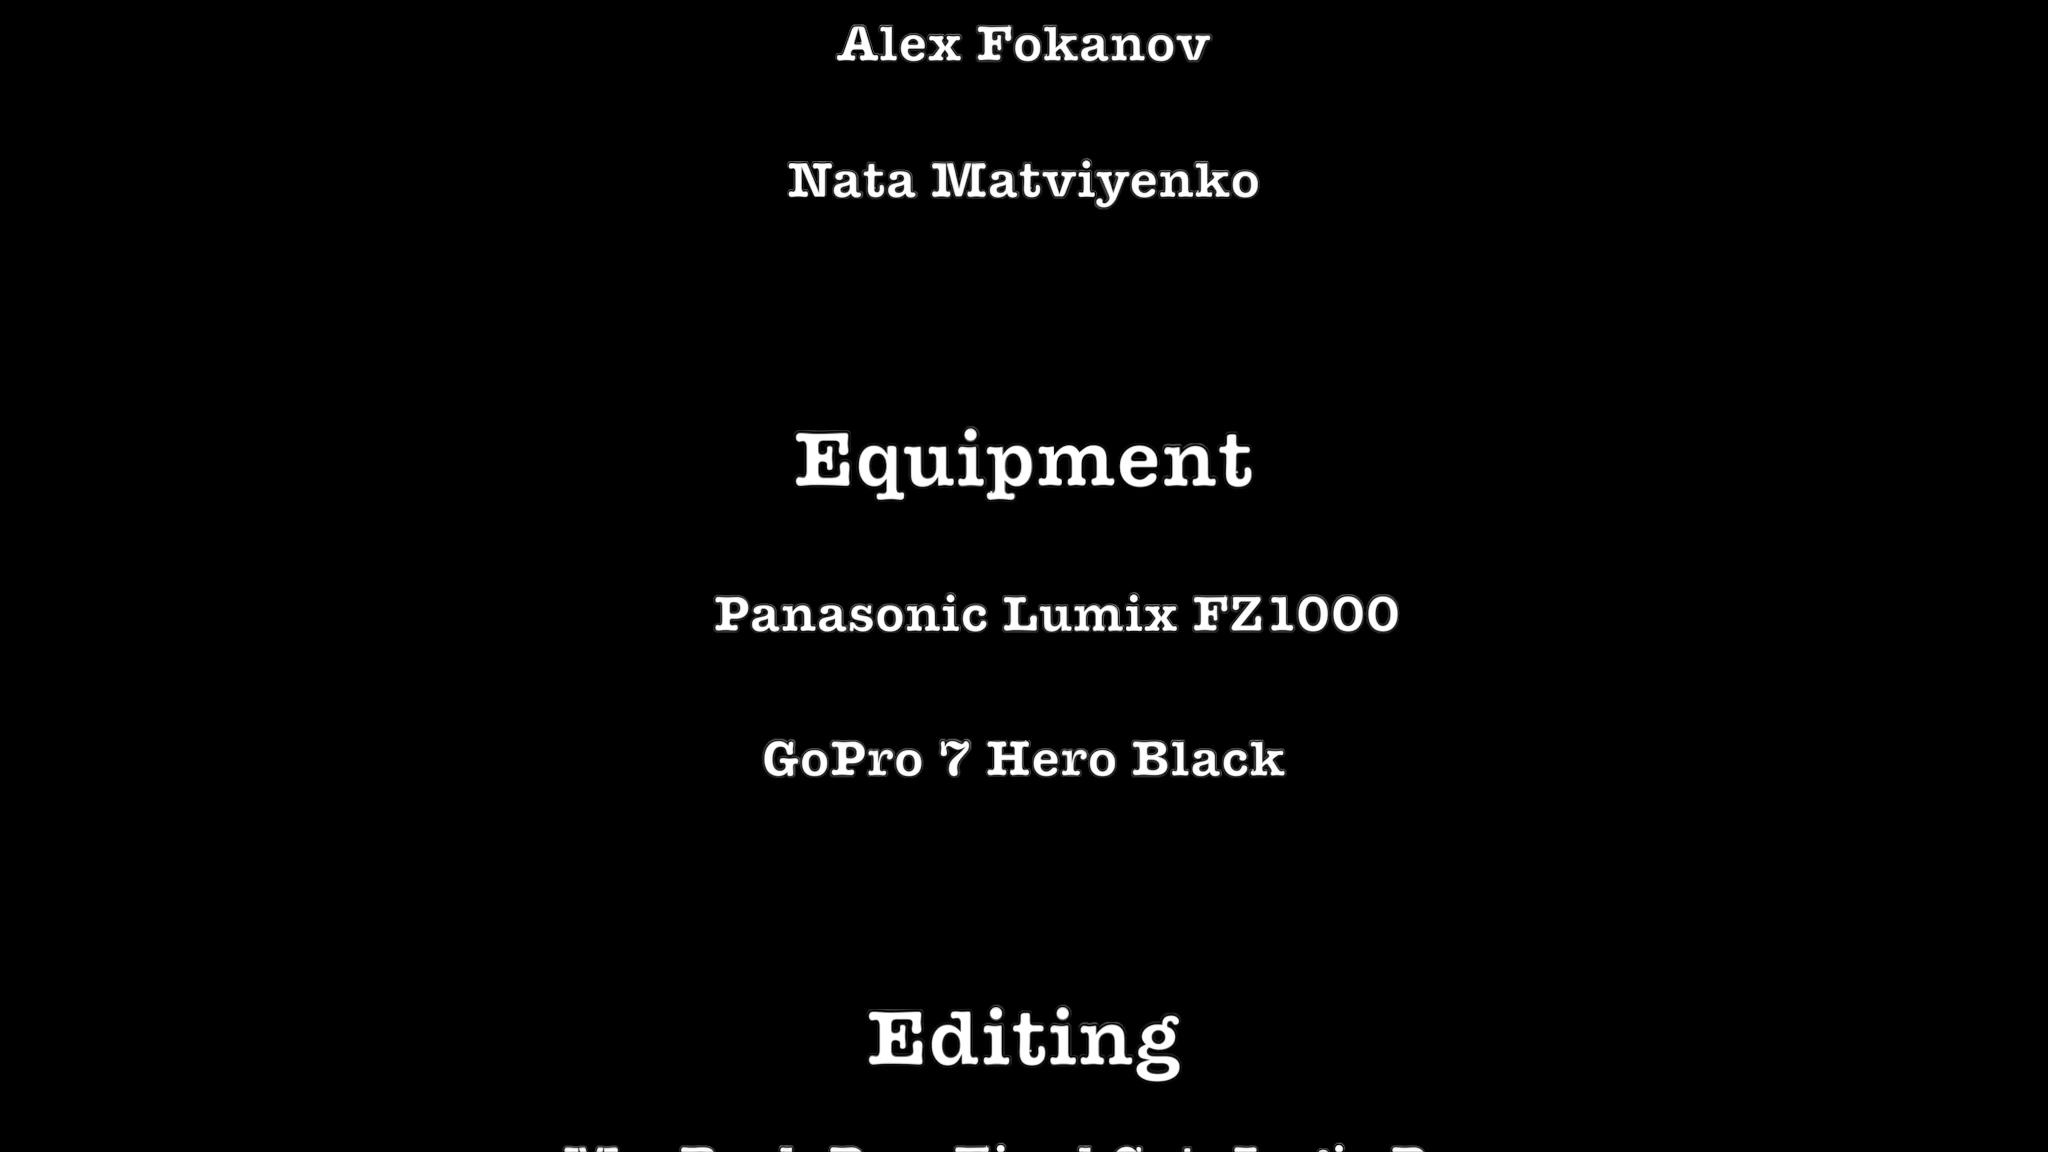 Alex Fokanov
Nata Matviyenko
Equipment
Panasonic Lumix FZ1000
GoPro 7 Hero Black
Editing